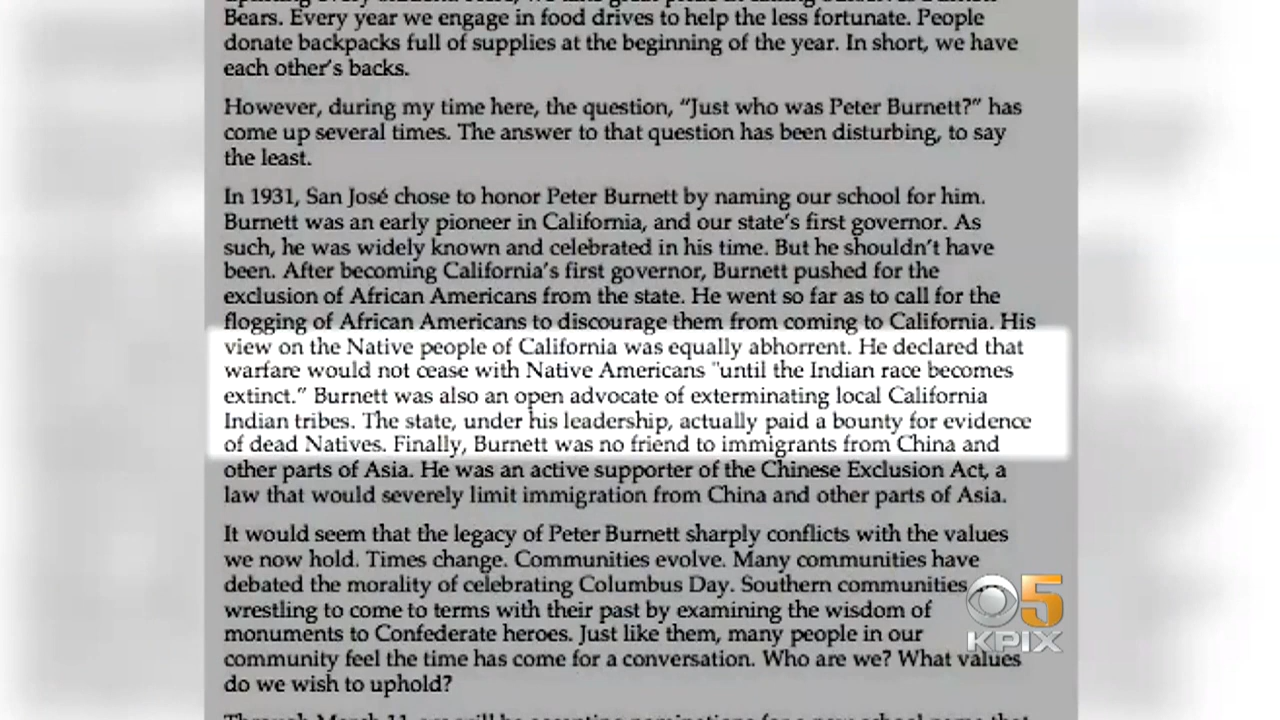 Bears. Every year we engage in food drives to help the less fortunate. People
donate backpacks full of supplies at the beginning of the year. In short, we have
each other's backs.
However, during my time here, the question, “Just who was Peter Burnett?” has
come up several times. The answer to that question has been disturbing, to say
the least.
In 1931, San José chose to honor Peter Burnett by naming our school for him.
Burnett was an early pioneer in California, and our state's first governor. As
such, he was widely known and celebrated in his time. But he shouldn't have
been. After becoming California's first governor, Burnett pushed for the
exclusion of African Americans from the state. He went so far as to call for the
flogging of African Americans to discourage them from coming to California. His
view on the Native people of California was equally abhorrent. He declared that
warfare would not cease with Native Americans "until the Indian race becomes
extinct.” Burnett was also an open advocate of exterminating local California
Indian tribes. The state, under his leadership, actually paid a bounty for evidence
of dead Natives. Finally, Burnett was no friend to immigrants from China and
other parts of Asia. He was an active supporter of the Chinese Exclusion Act, a
law that would severely limit immigration from China and other parts of Asia.
It would seem that the legacy of Peter Burnett sharply conflicts with the values
we now hold. Times change. Communities evolve. Many communities have
debated the morality of celebrating Columbus Day. Southern communities
wrestling to come to terms with their past by examining the wisdom of
monuments to Confederate heroes. Just like them, many people in our
community feel the time has come for a conversation. Who are we? What values
do we wish to uphold?
5
KPIX